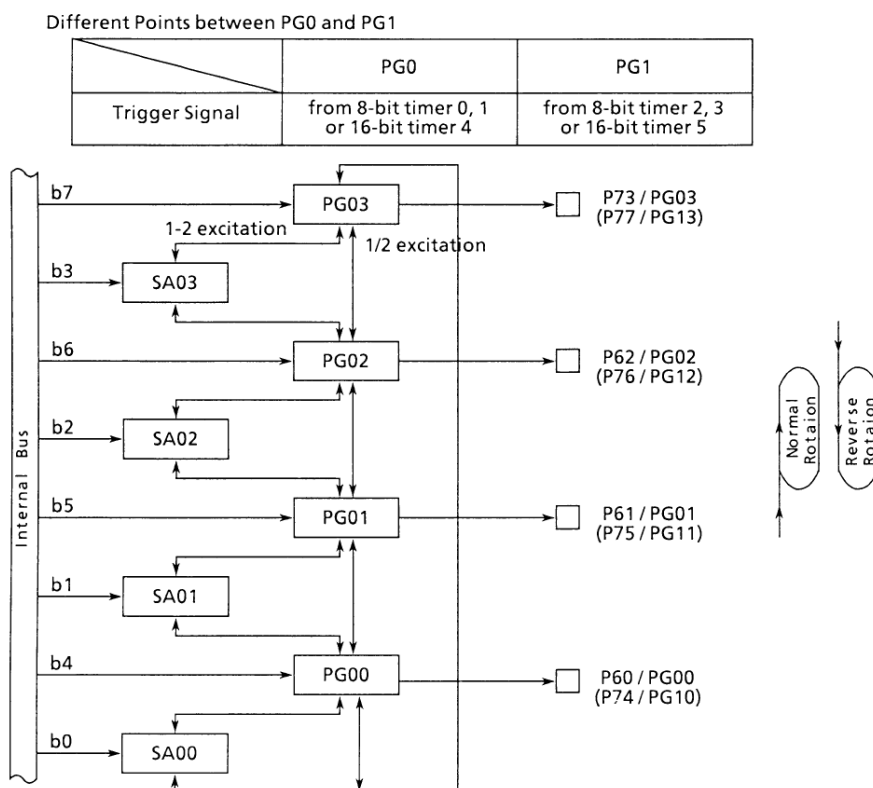 Different Points between PG0 and PG1
PG0
PG1
Trigger Signal
from 8-bit timer 0, 1
or 16-bit timer 4
from 8-bit timer 2, 3
or 16-bit timer 5
b7
PG03
P73 / PG03
(P77 / PG13)
1-2 excitation
1/2 excitation
b3
SA03
b6
PG02
P62 / PG02
(P76 / PG12)
b2
SA02
Internal Bus
Normal
Rotaion
Reverse
Rotaion
b5
PG01
P61 / PG01
(P75 / PG11)
b1
SA01
b4
PG00
P60 / PG00
(P74 / PG10)
b0
SA00